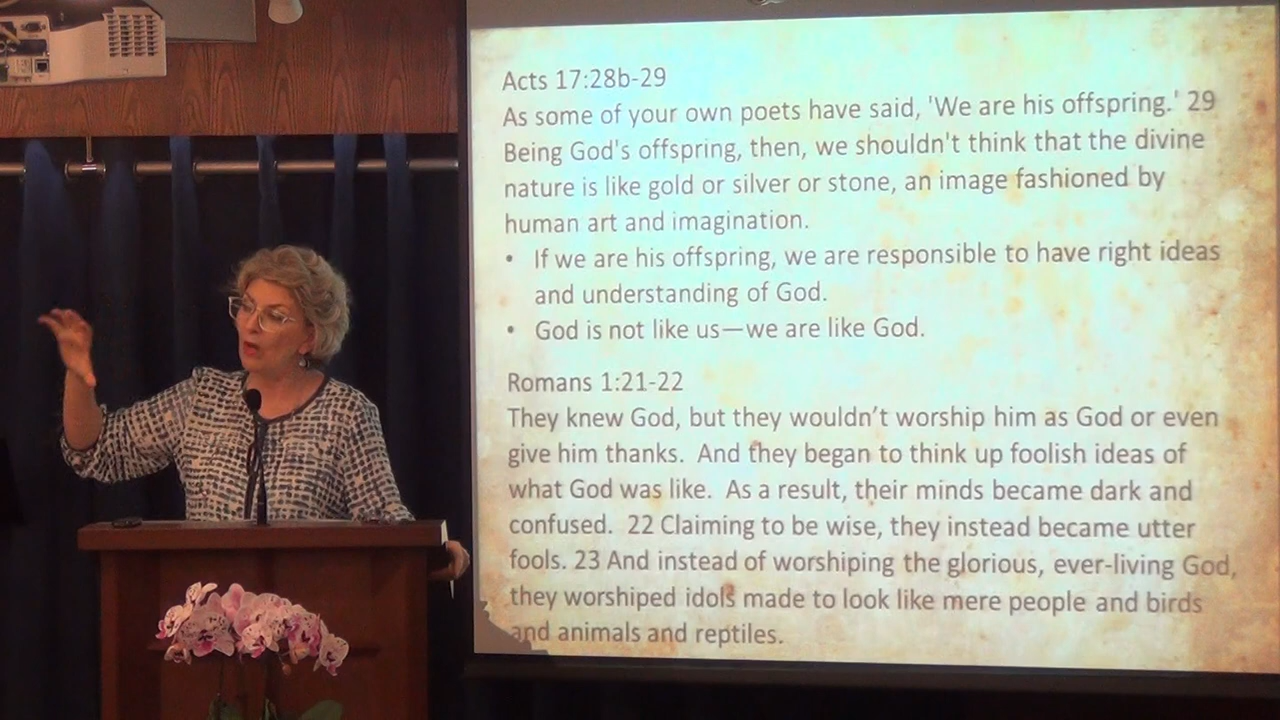 Acts 17:28b-29
As some of your own poets have said, 'We are his offspring.' 29
Being God's offspring, then, we shouldn't think that the divine
nature is like gold or silver or stone, an image fashioned by
human art and imagination.
• If we are his offspring, we are responsible to have right ideas
and understanding of God.
• God is not like us—we are like God.
Romans 1:21-22
They knew God, but they wouldn't worship him as God or even
give him thanks. And they began to think up foolish ideas of
what God was like. As a result, their minds became dark and
confused. 22 Claiming to be wise, they instead became utter
fools. 23 And instead of worshiping the glorious, ever-living God,
they worshiped idols made to look like mere people and birds
and animals and reptiles.